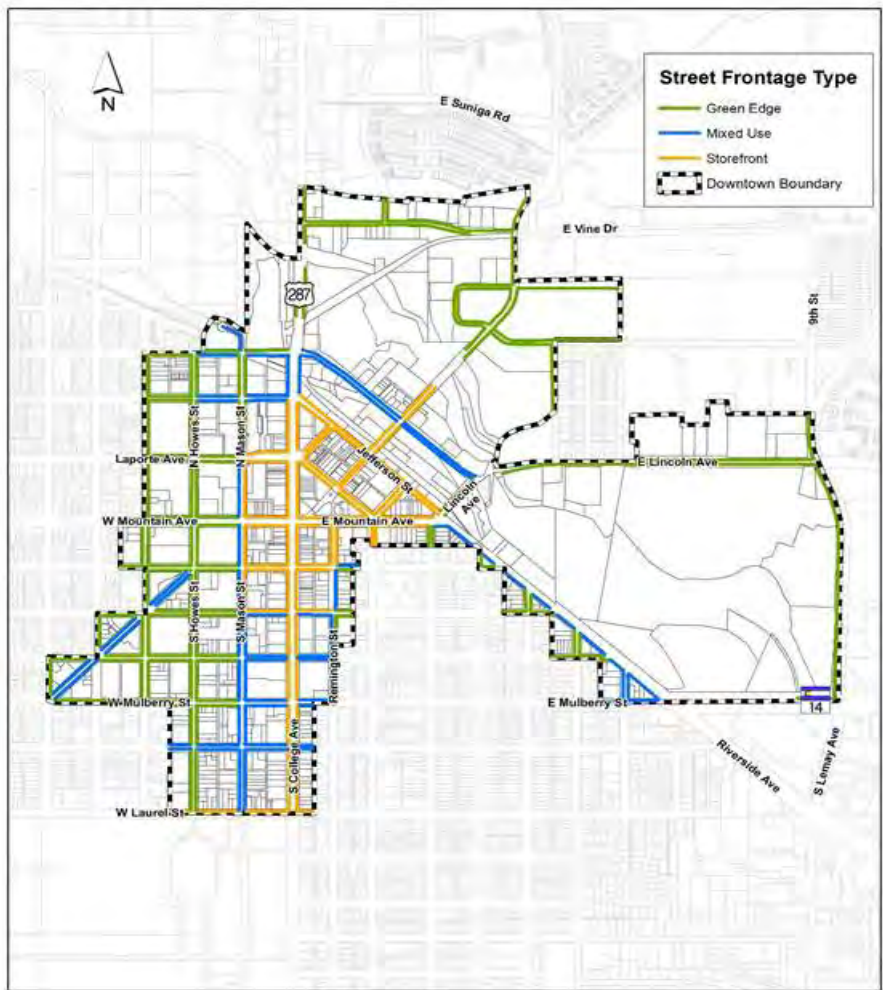 N
E Suniga Rd
Street Frontage Type
Green Edge
Mixed Use
Storefront
Downtown Boundary
E Vine Dr
287
9th St
N Howes St
N Mason St
Laporte Ave
Jefferson St
E Lincoln Ave
Lincoln
Ave
W Mountain Ave
E Mountain Ave
S Howes St
S Mason St
Remington St
W Mulberry St
E Mulberry St
14
S College Ave
Riverside Ave
S Lemay Ave
W Laurel St